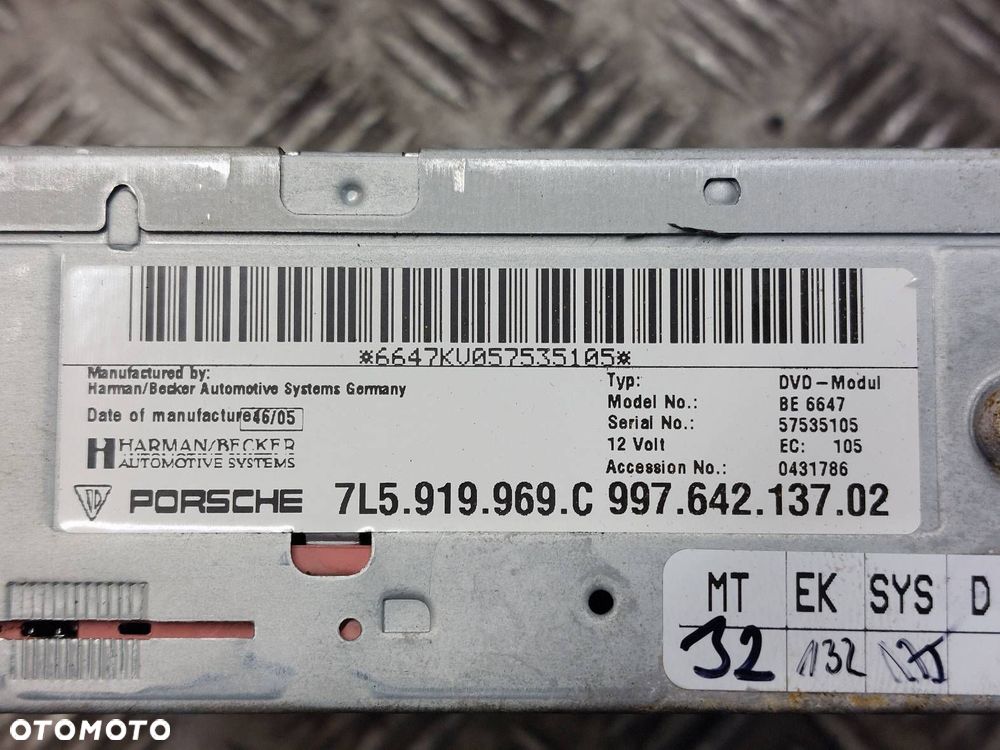 *6647KV057535105*
Manufactured by:
Harman/Becker Automotive Systems Germany
Date of manufacture 46/05
HARMAN/BECKER
AUTOMOTIVE SYSTEMS
Typ: DVD-Modul
Model No.: BE 6647
Serial No.: 57535105
12 Volt EC: 105
Accession No.: 0431786
PORSCHE 7L5.919.969.C 997.642.137.02
MT EK SYS D
32 132
OTOMOTO